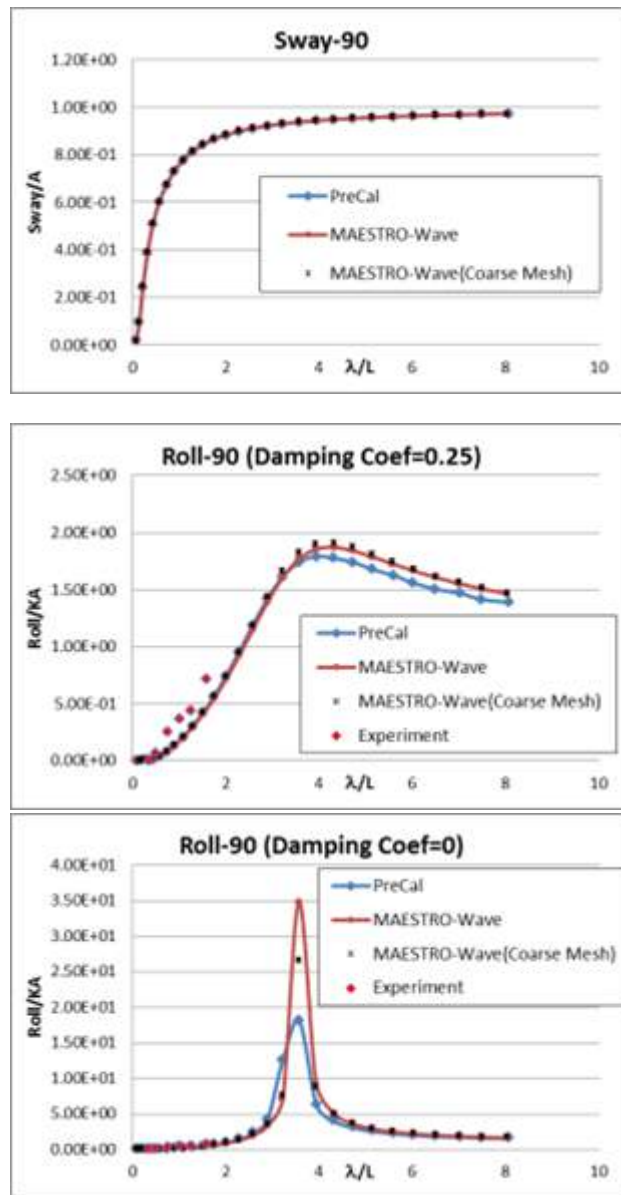 Sway-90
1.20E+00
1.00E+00
8.00E-01
6.00E-01
4.00E-01
2.00E-01
0.00E+00
Sway/A
PreCal
MAESTRO-Wave
MAESTRO-Wave(Coarse Mesh)
0 2 4 6 8 10
λ/L
Roll-90 (Damping Coef=0.25)
2.50E+00
2.00E+00
1.50E+00
1.00E+00
5.00E-01
0.00E+00
Roll/KA
PreCal
MAESTRO-Wave
MAESTRO-Wave(Coarse Mesh)
Experiment
0 2 4 6 8 10
λ/L
Roll-90 (Damping Coef=0)
4.00E+01
3.50E+01
3.00E+01
2.50E+01
2.00E+01
1.50E+01
1.00E+01
5.00E+00
0.00E+00
Roll/KA
PreCal
MAESTRO-Wave
MAESTRO-Wave(Coarse Mesh)
Experiment
0 2 4 6 8 10
λ/L